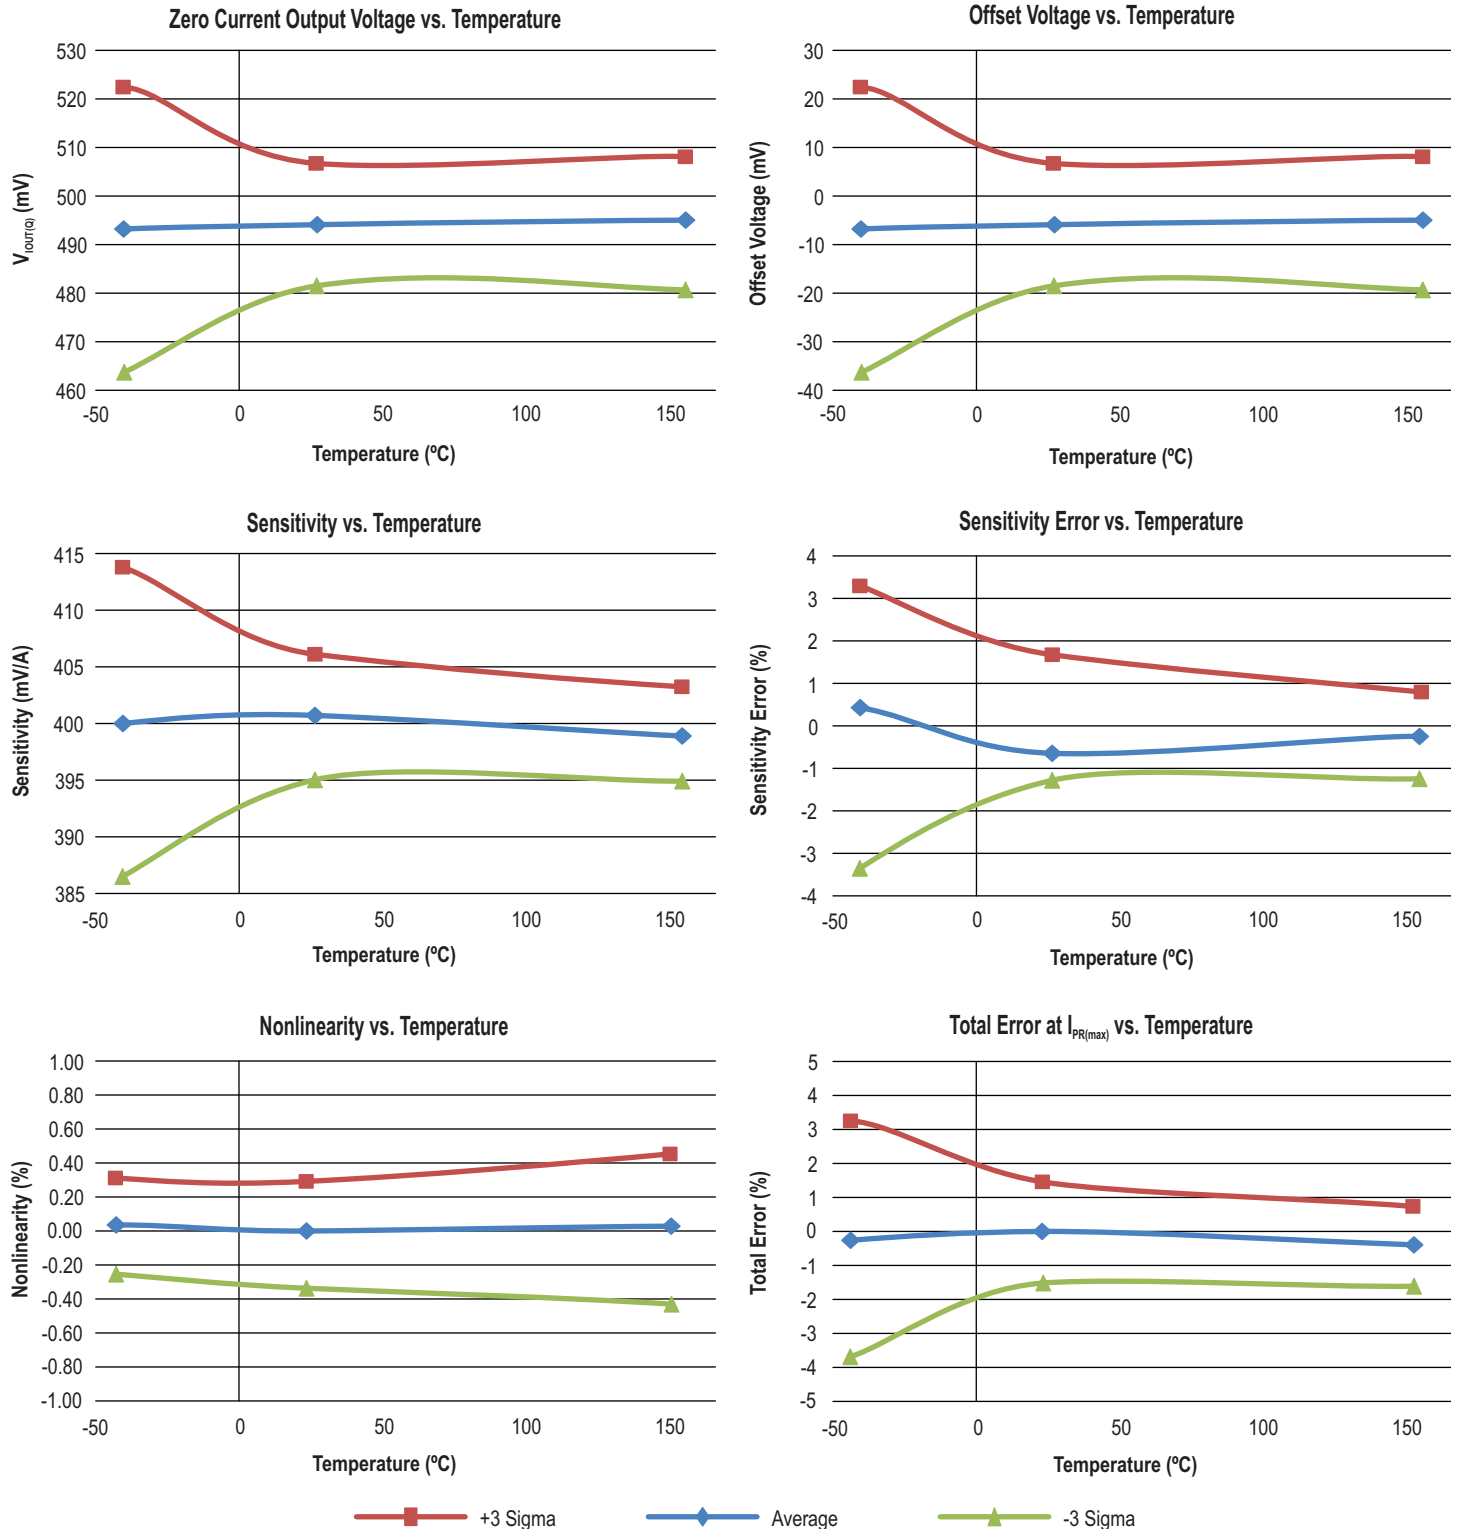 Zero Current Output Voltage vs. Temperature
530
520
510
500
490
480
470
460
-50 0 50 100 150
VIOUT(Q) (mV)
Temperature (ºC)
Offset Voltage vs. Temperature
30
20
10
0
-10
-20
-30
-40
-50 0 50 100 150
Offset Voltage (mV)
Temperature (ºC)
Sensitivity vs. Temperature
415
410
405
400
395
390
385
-50 0 50 100 150
Sensitivity (mV/A)
Temperature (ºC)
Sensitivity Error vs. Temperature
4
3
2
1
0
-1
-2
-3
-4
-50 0 50 100 150
Sensitivity Error (%)
Temperature (ºC)
Nonlinearity vs. Temperature
1.00
0.80
0.60
0.40
0.20
0.00
-0.20
-0.40
-0.60
-0.80
-1.00
-50 0 50 100 150
Nonlinearity (%)
Temperature (ºC)
Total Error at IPR(max) vs. Temperature
5
4
3
2
1
0
-1
-2
-3
-4
-5
-50 0 50 100 150
Total Error (%)
Temperature (ºC)
+3 Sigma Average -3 Sigma